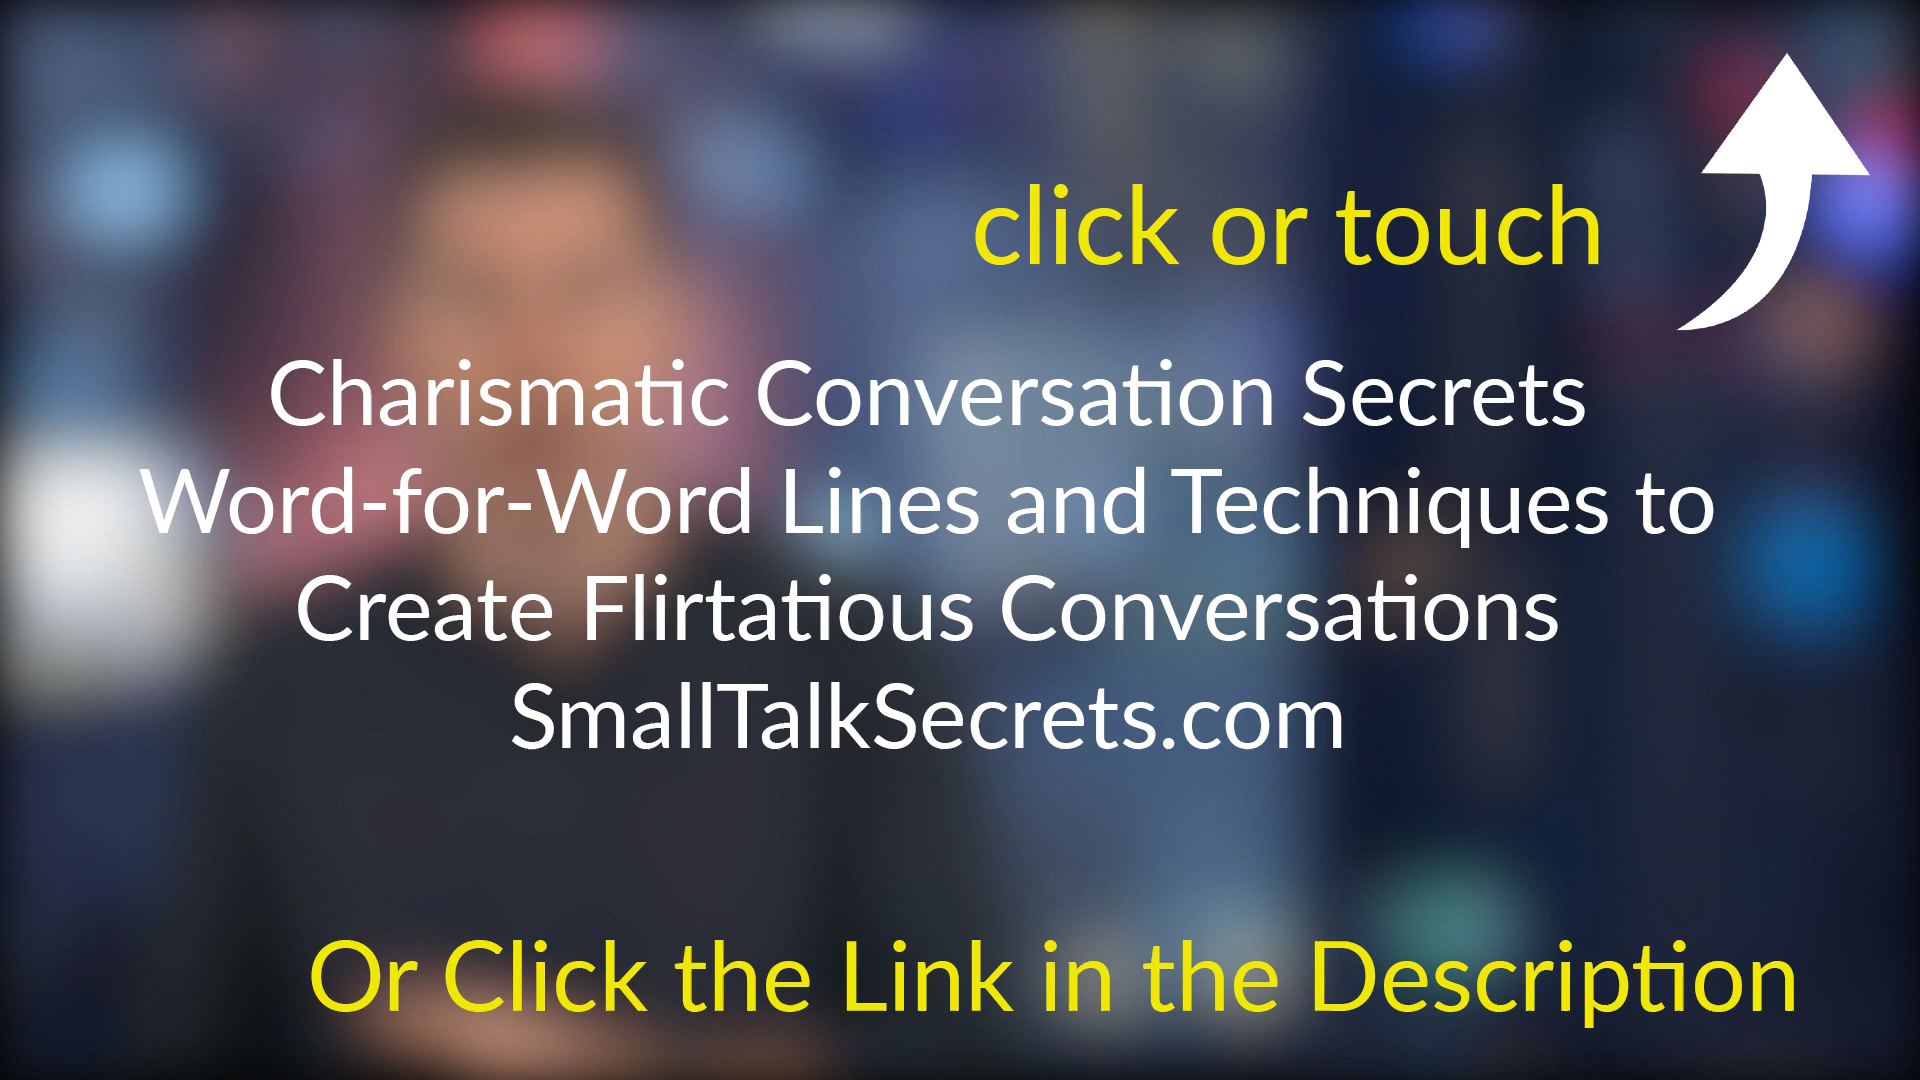 click or touch
Charismatic Conversation Secrets
Word-for-Word Lines and Techniques to
Create Flirtatious Conversations
SmallTalkSecrets.com
Or Click the Link in the Description